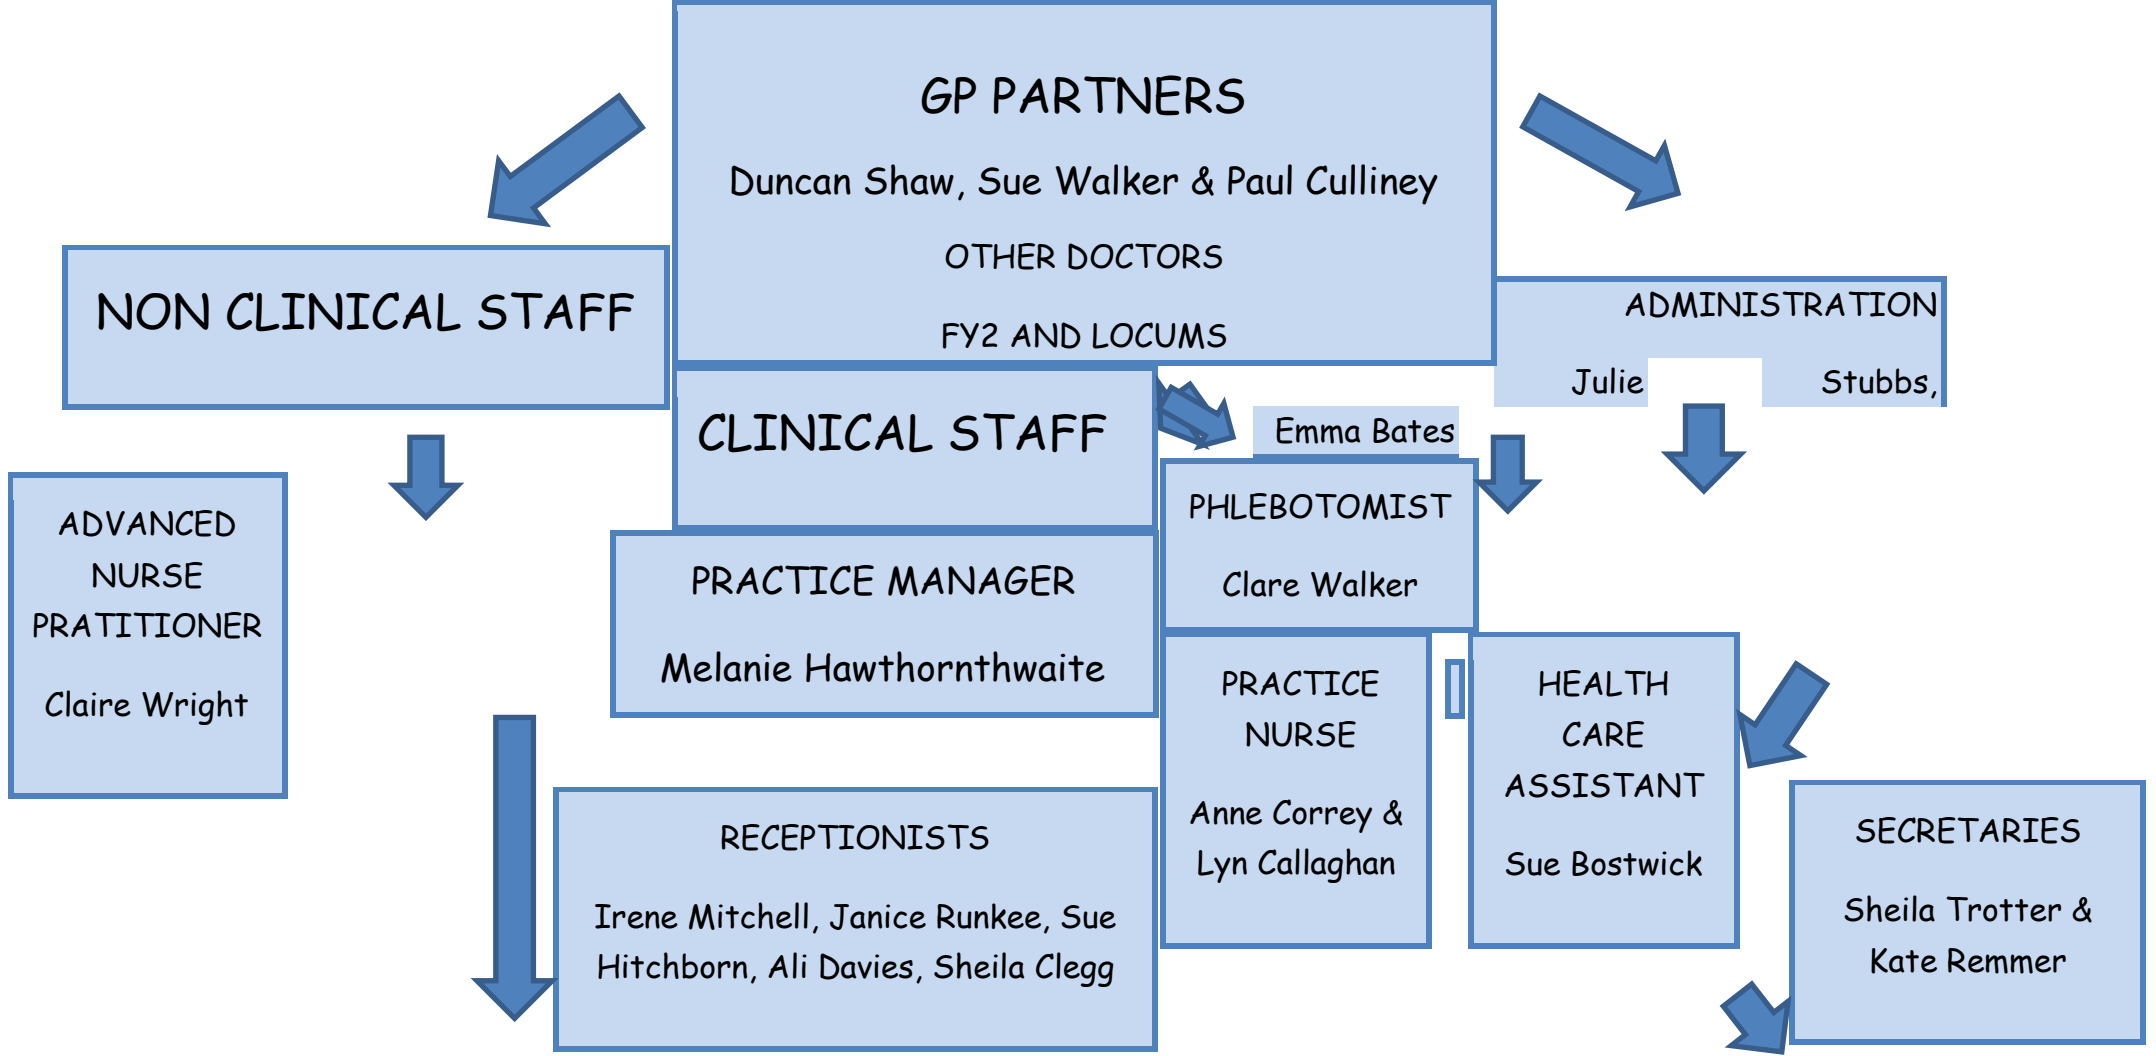 GP PARTNERS
Duncan Shaw, Sue Walker & Paul Culliney
OTHER DOCTORS
FY2 AND LOCUMS
NON CLINICAL STAFF
ADMINISTRATION
Julie Stubbs,
Emma Bates
CLINICAL STAFF
ADVANCED
NURSE
PRATITIONER
Claire Wright
PRACTICE MANAGER
Melanie Hawthornthwaite
PHLEBOTOMIST
Clare Walker
PRACTICE
NURSE
Anne Correy &
Lyn Callaghan
HEALTH
CARE
ASSISTANT
Sue Bostwick
RECEPTIONISTS
Irene Mitchell, Janice Runkee, Sue
Hitchborn, Ali Davies, Sheila Clegg
SECRETARIES
Sheila Trotter &
Kate Remmer